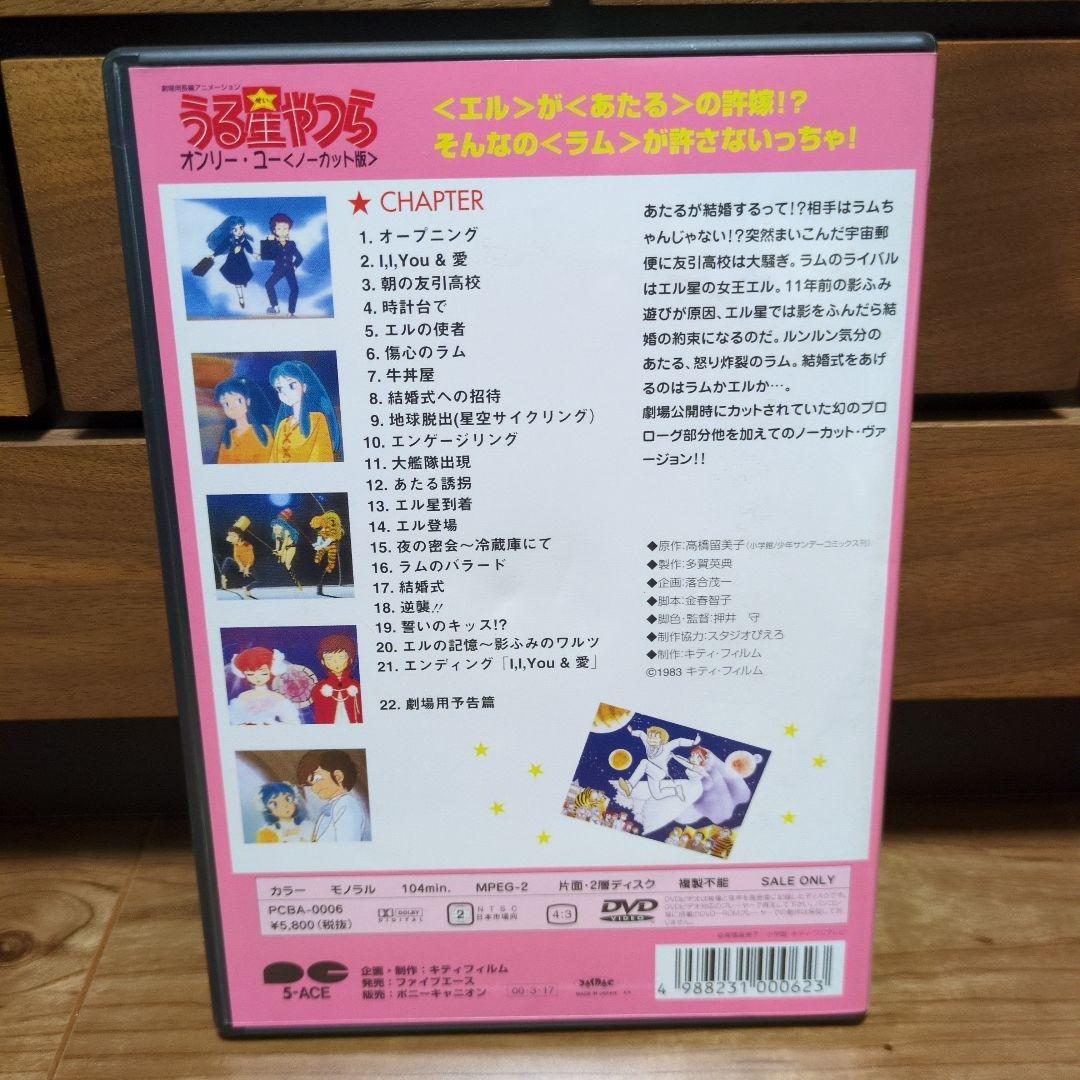 劇場用長編アニメーション
うる星やつら
せい
オンリー・ユー<ノーカット版>
<エル>が<あたる>の許嫁!?
そんなの<ラム>が許さないっちゃ!
★ CHAPTER
1. オープニング
2. I,I,You & 愛
3. 朝の友引高校
4. 時計台で
5. エルの使者
6. 傷心のラム
7. 牛丼屋
8. 結婚式への招待
9. 地球脱出(星空サイクリング)
10. エンゲージリング
11. 大艦隊出現
12. あたる誘拐
13. エル星到着
14. エル登場
15. 夜の密会〜冷蔵庫にて
16. ラムのバラード
17. 結婚式
18. 逆襲!!
19. 誓いのキッス!?
20. エルの記憶〜影ふみのワルツ
21. エンディング「I,I,You & 愛」
22. 劇場用予告篇
あたるが結婚するって!?相手はラムち
ゃんじゃない!?突然まいこんだ宇宙郵
便に友引高校は大騒ぎ。ラムのライバル
はエル星の女王エル。11年前の影ふみ
遊びが原因、エル星では影をふんだら結
婚の約束になるのだ。ルンルン気分の
あたる、怒り炸裂のラム。結婚式をあげ
るのはラムかエルか…。
劇場公開時にカットされていた幻のプロ
ローグ部分他を加えてのノーカット・ヴァ
ージョン!!
◆原作:高橋留美子(小学館/少年サンデーコミックス刊)
◆製作:多賀英典
◆企画:落合茂一
◆脚本:金春智子
◆脚色・監督:押井 守
◆制作協力:スタジオぴえろ
◆制作:キティ・フィルム
©1983 キティ・フィルム
カラー モノラル 104min. MPEG-2 片面・2層ディスク 複製不能 SALE ONLY
PCBA-0006
¥5,800(税抜)
DOLBY
DIGITAL
2
NTSC
日本市場向
4:3
DVD
VIDEO
5-ACE
企画・制作:キティフィルム
発売:ファイブエース
販売:ポニーキャニオン
00・3・17
MADE IN JAPAN
4 988231 000623